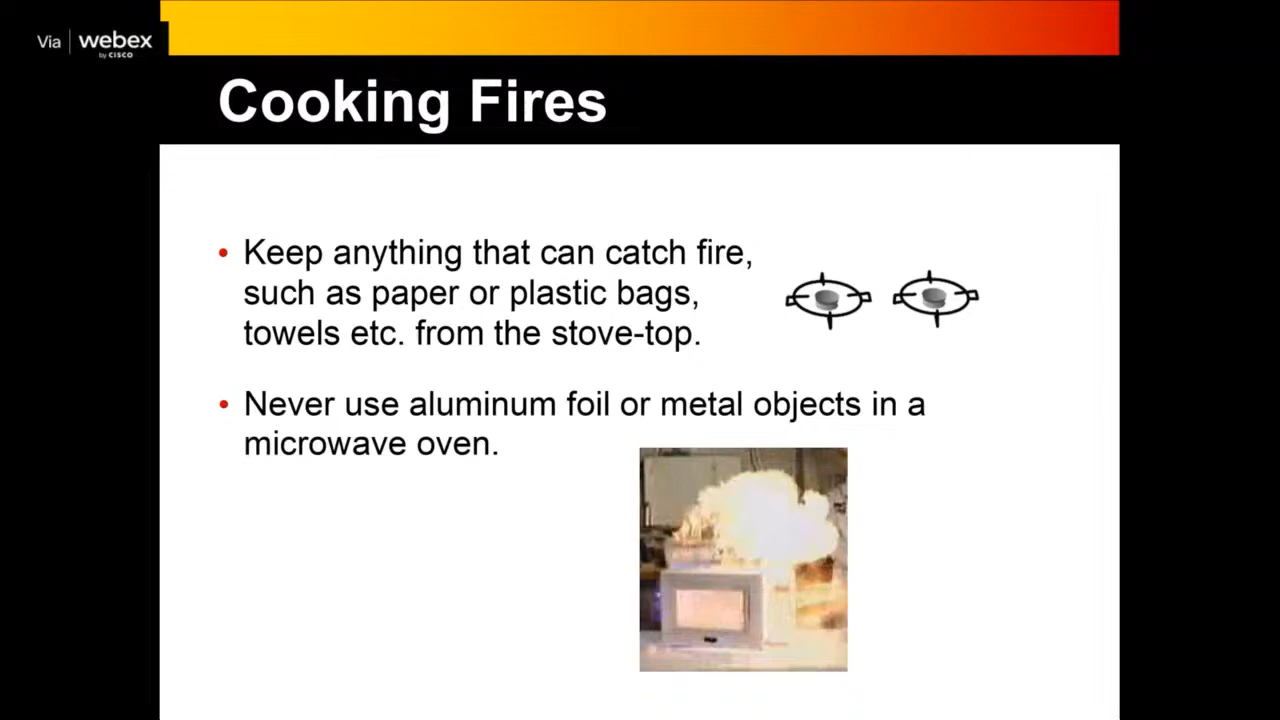 Via | webex
by CISCO
Cooking Fires
• Keep anything that can catch fire,
such as paper or plastic bags,
towels etc. from the stove-top.
• Never use aluminum foil or metal objects in a
microwave oven.